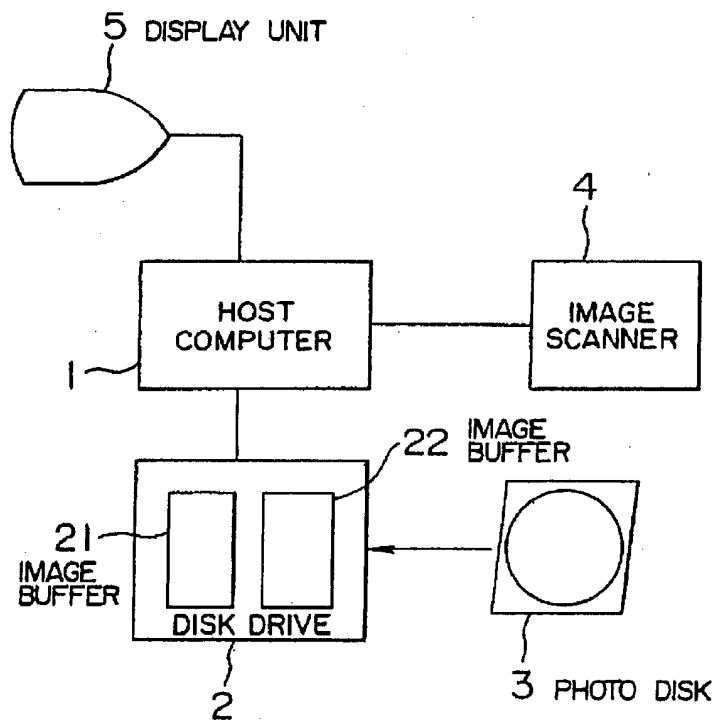 5 DISPLAY UNIT
4
HOST
COMPUTER
IMAGE
SCANNER
1
22 IMAGE
BUFFER
21
IMAGE
BUFFER
DISK DRIVE
2
3 PHOTO DISK